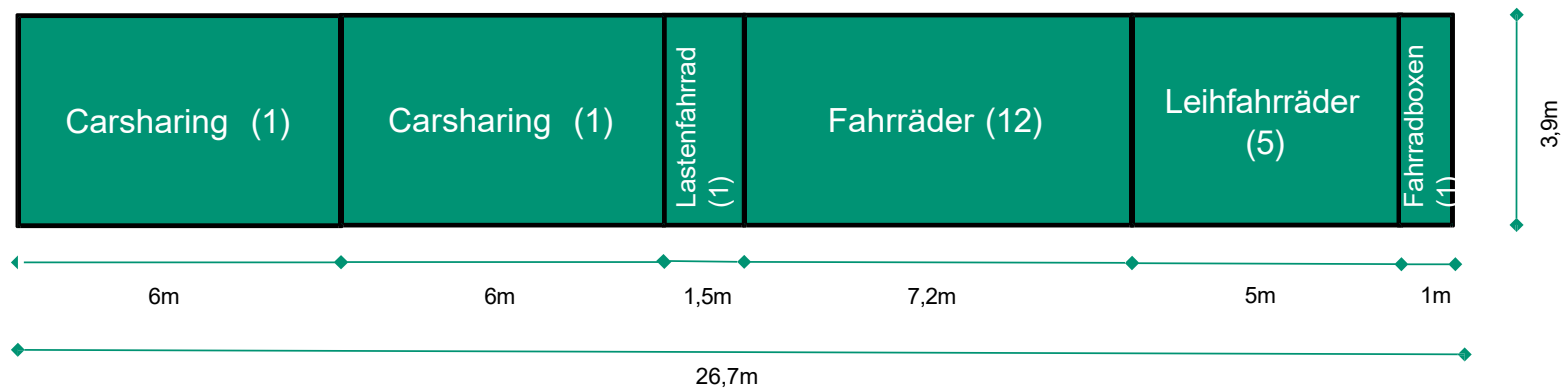 Carsharing (1)
Carsharing (1)
Lastenfahrrad
(1)
Fahrräder (12)
Leihfahrräder
(5)
Fahrradboxen
(1)
3,9m
6m
6m
1,5m
7,2m
5m
1m
26,7m